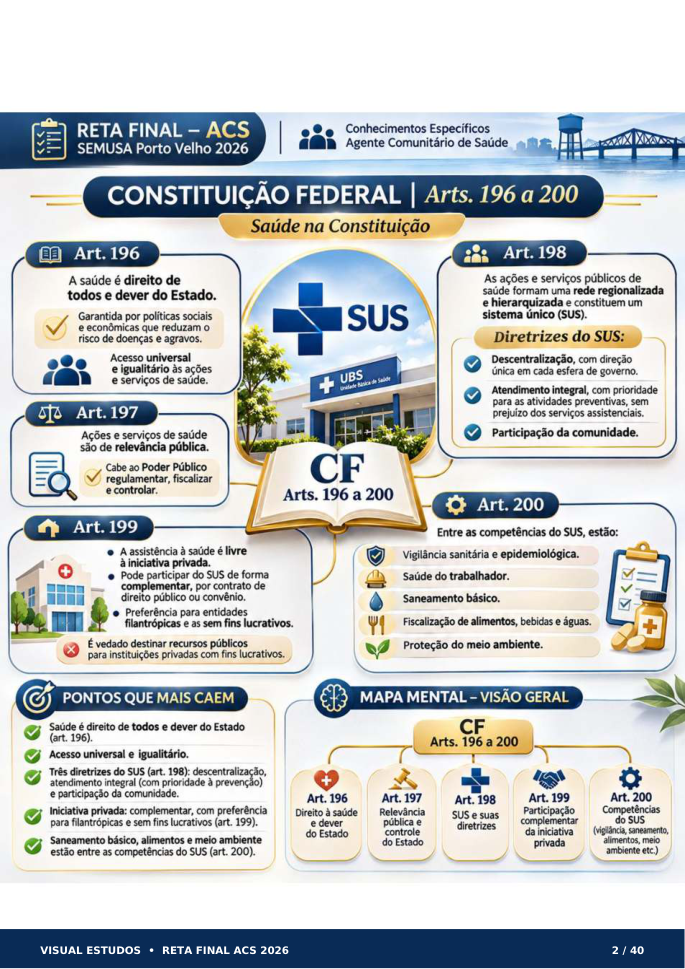 RETA FINAL – ACS
SEMUSA Porto Velho 2026
Conhecimentos Específicos
Agente Comunitário de Saúde
CONSTITUIÇÃO FEDERAL | Arts. 196 a 200
Saúde na Constituição
Art. 196
A saúde é direito de
todos e dever do Estado.
Garantida por políticas sociais
e econômicas que reduzam o
risco de doenças e agravos.
Acesso universal
e igualitário às ações
e serviços de saúde.
Art. 197
Ações e serviços de saúde
são de relevância pública.
Cabe ao Poder Público
regulamentar, fiscalizar
e controlar.
SUS
UBS
Unidade Básica de Saúde
CF
Arts. 196 a 200
Art. 198
As ações e serviços públicos de
saúde formam uma rede regionalizada
e hierarquizada e constituem um
sistema único (SUS).
Diretrizes do SUS:
Descentralização, com direção
única em cada esfera de governo.
Atendimento integral, com prioridade
para as atividades preventivas, sem
prejuízo dos serviços assistenciais.
Participação da comunidade.
Art. 199
A assistência à saúde é livre
à iniciativa privada.
Pode participar do SUS de forma
complementar, por contrato de
direito público ou convênio.
Preferência para entidades
filantrópicas e as sem fins lucrativos.
É vedado destinar recursos públicos
para instituições privadas com fins lucrativos.
Art. 200
Entre as competências do SUS, estão:
Vigilância sanitária e epidemiológica.
Saúde do trabalhador.
Saneamento básico.
Fiscalização de alimentos, bebidas e águas.
Proteção do meio ambiente.
PONTOS QUE MAIS CAEM
Saúde é direito de todos e dever do Estado
(art. 196).
Acesso universal e igualitário.
Três diretrizes do SUS (art. 198): descentralização,
atendimento integral (com prioridade à prevenção)
e participação da comunidade.
Iniciativa privada: complementar, com preferência
para filantrópicas e sem fins lucrativos (art. 199).
Saneamento básico, alimentos e meio ambiente
estão entre as competências do SUS (art. 200).
MAPA MENTAL – VISÃO GERAL
CF
Arts. 196 a 200
Art. 196
Direito à saúde
e dever
do Estado
Art. 197
Relevância
pública e
controle
do Estado
Art. 198
SUS e suas
diretrizes
Art. 199
Participação
complementar
da iniciativa
privada
Art. 200
Competências
do SUS
(vigilância, saneamento,
alimentos, meio
ambiente etc.)
VISUAL ESTUDOS • RETA FINAL ACS 2026
2 / 40